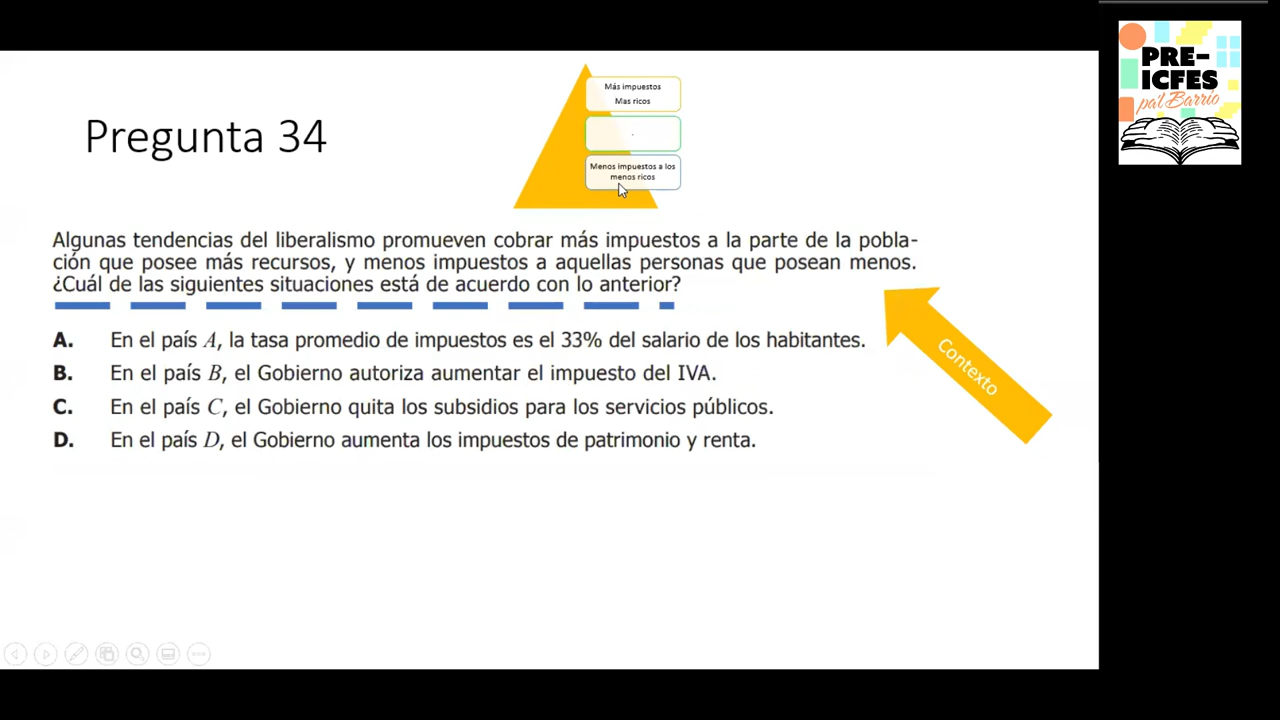 PRE-
ICFES
pa'l Barrio
Más impuestos
Mas ricos
.
Menos impuestos a los
menos ricos
Pregunta 34
Algunas tendencias del liberalismo promueven cobrar más impuestos a la parte de la pobla-
ción que posee más recursos, y menos impuestos a aquellas personas que posean menos.
¿Cuál de las siguientes situaciones está de acuerdo con lo anterior?
A. En el país A, la tasa promedio de impuestos es el 33% del salario de los habitantes.
B. En el país B, el Gobierno autoriza aumentar el impuesto del IVA.
C. En el país C, el Gobierno quita los subsidios para los servicios públicos.
D. En el país D, el Gobierno aumenta los impuestos de patrimonio y renta.
Contexto